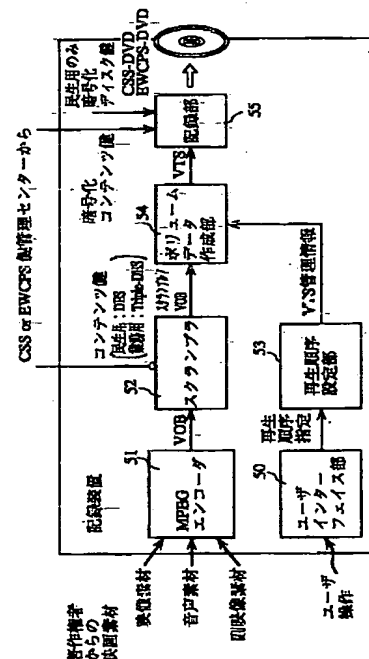 CSS or EWCPS 鍵管理センターから
民生用のみ
暗号化
ディスク鍵
CSS-DVD
EWCPS-DVD
暗号化
コンテンツ鍵
コンテンツ鍵
民生用:DES
業務用:Triple-DES
スクランブル
VOB
記録装置
著作権者
からの
映画素材
映像素材
音声素材
副映像素材
51
MPEG
エンコーダ
VOB
52
スクランブラ
54
ボリューム
データ
作成部
VTS
記録部
55
ユーザ
操作
50
ユーザ
インター
フェイス部
再生
順序
指定
53
再生順序
設定部
VTS管理情報